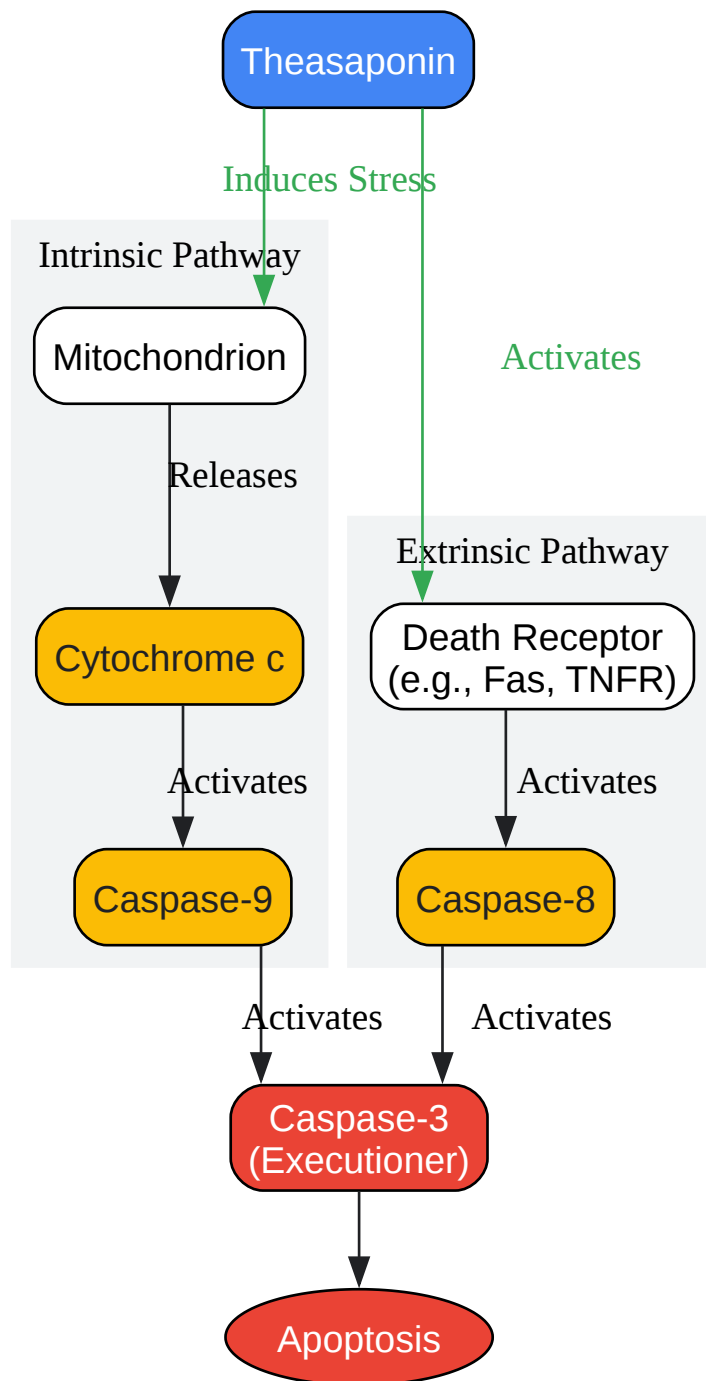 Theasaponin
Induces Stress
Intrinsic Pathway
Mitochondrion
Activates
Releases
Extrinsic Pathway
Cytochrome c
Death Receptor
(e.g., Fas, TNFR)
Activates
Activates
Caspase-9
Caspase-8
Activates
Activates
Caspase-3
(Executioner)
Apoptosis